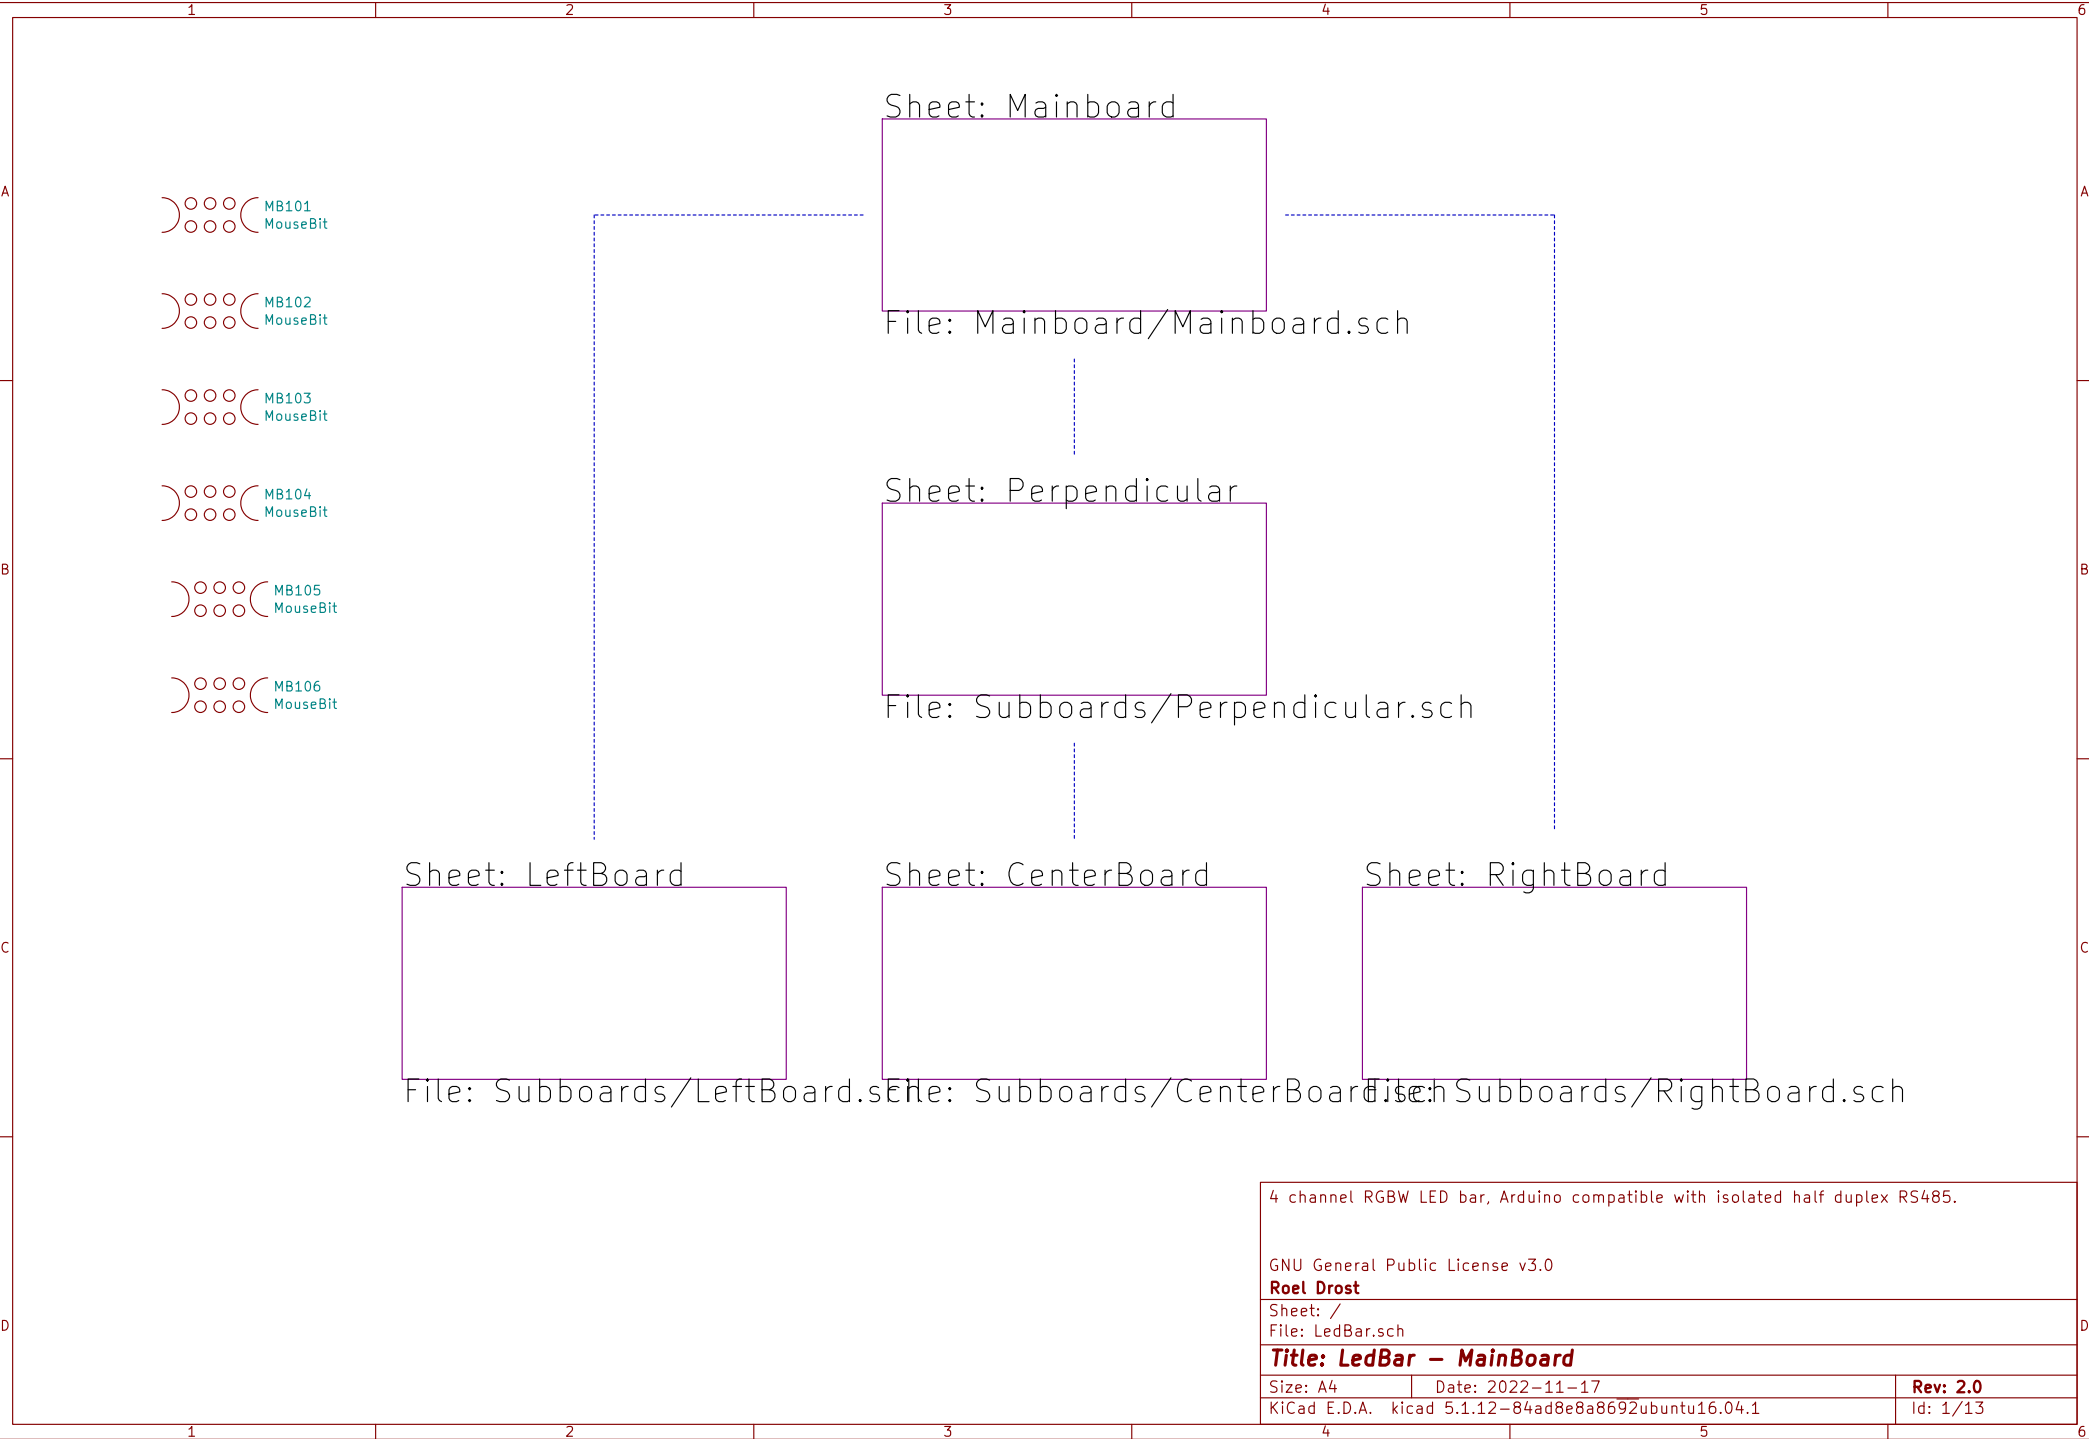 1 2 3 4 5 6
Sheet: Mainboard
A A
MB101
MouseBit
MB102
MouseBit
File: Mainboard/Mainboard.sch
MB103
MouseBit
Sheet: Perpendicular
MB104
MouseBit
B B
MB105
MouseBit
MB106
MouseBit
File: Subboards/Perpendicular.sch
Sheet: LeftBoard
Sheet: CenterBoard
Sheet: RightBoard
C C
File: Subboards/LeftBoard.sch
File: Subboards/CenterBoard.sch
File: Subboards/RightBoard.sch
4 channel RGBW LED bar, Arduino compatible with isolated half duplex RS485.
GNU General Public License v3.0
Roel Drost
Sheet: /
File: LedBar.sch
D D
Title: LedBar – MainBoard
Size: A4 Date: 2022-11-17 Rev: 2.0
KiCad E.D.A. kicad 5.1.12-84ad8e8a8692ubuntu16.04.1 Id: 1/13
1 2 3 4 5 6